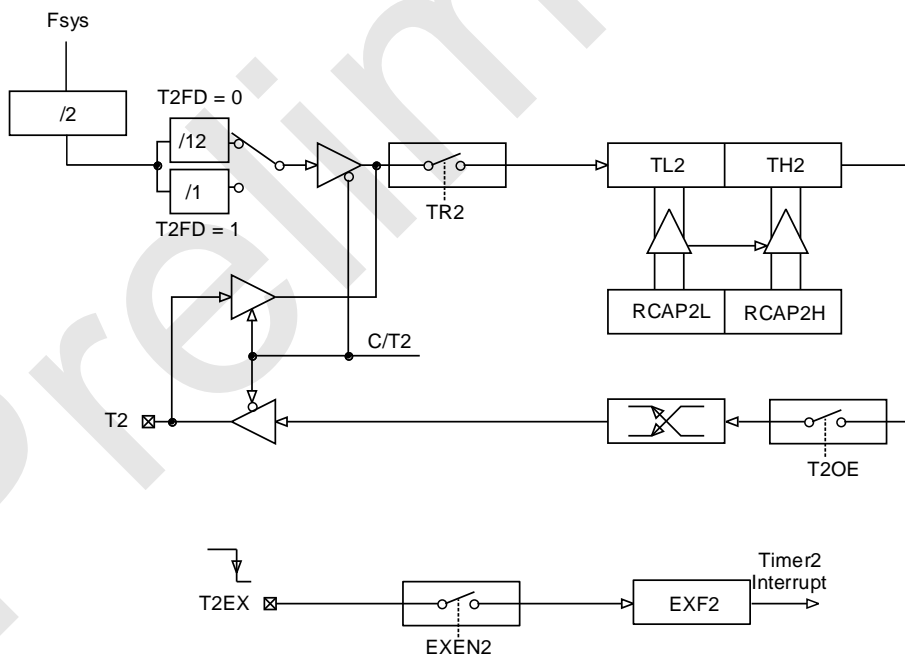 Fsys
/2
T2FD = 0
/12
/1
T2FD = 1
TR2
TL2
TH2
RCAP2L
RCAP2H
C/T2
T2
T2OE
T2EX
EXEN2
EXF2
Timer2
Interrupt
Prelim